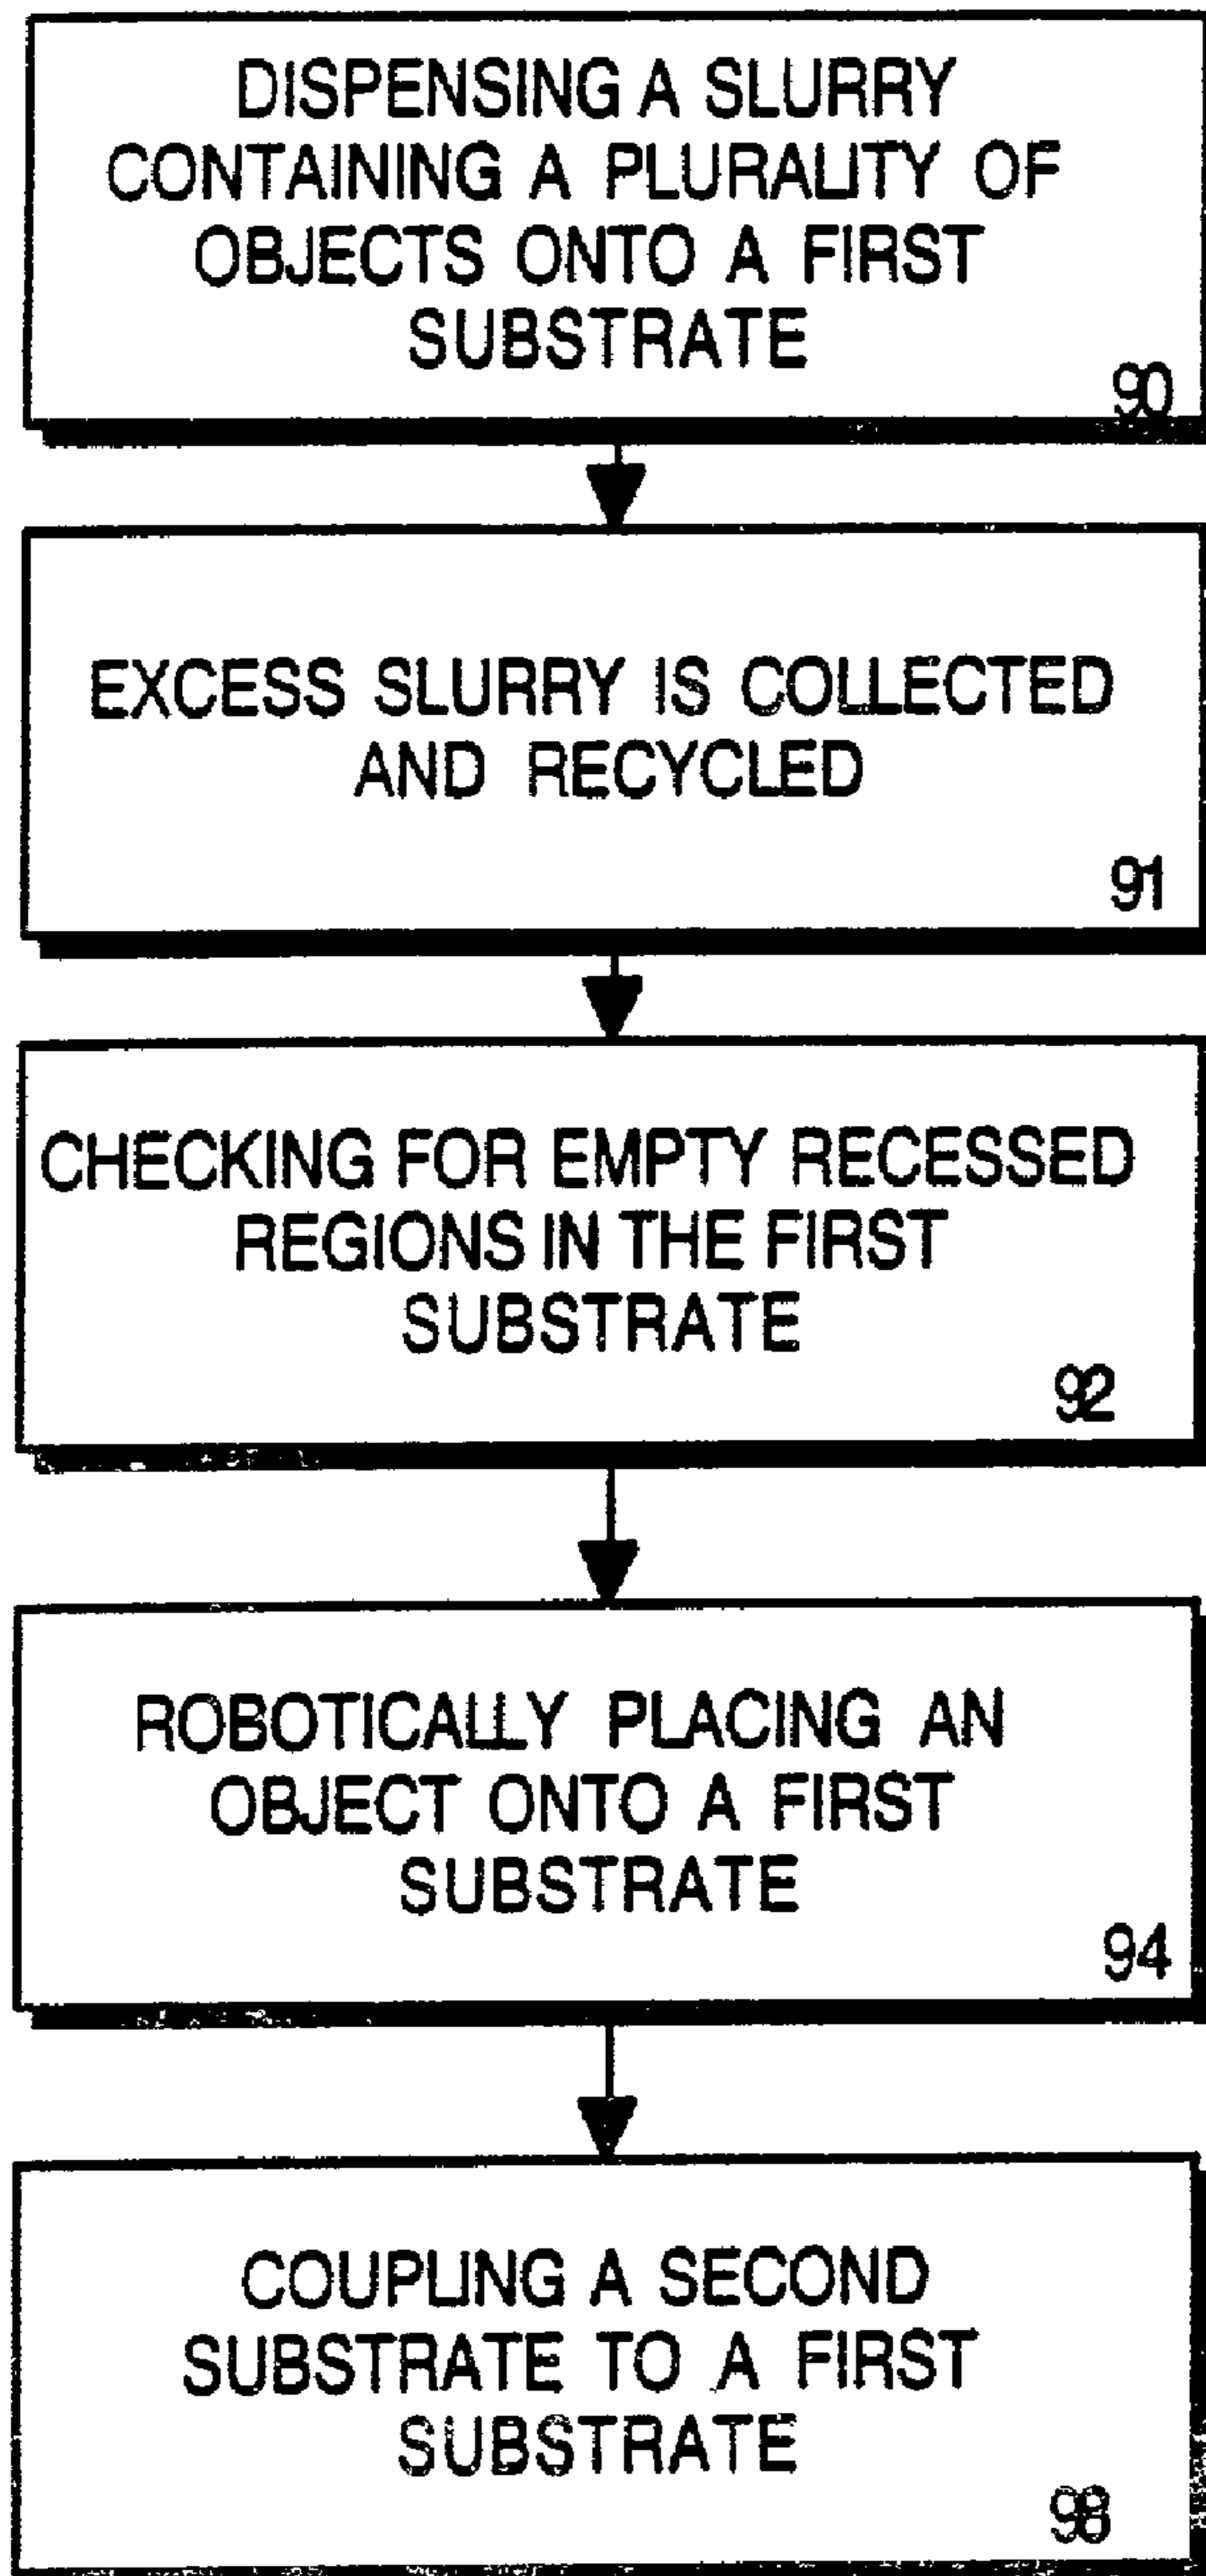 DISPENSING A SLURRY
CONTAINING A PLURALITY OF
OBJECTS ONTO A FIRST
SUBSTRATE
90
EXCESS SLURRY IS COLLECTED
AND RECYCLED
91
CHECKING FOR EMPTY RECESSED
REGIONS IN THE FIRST
SUBSTRATE
92
ROBOTICALLY PLACING AN
OBJECT ONTO A FIRST
SUBSTRATE
94
COUPLING A SECOND
SUBSTRATE TO A FIRST
SUBSTRATE
98